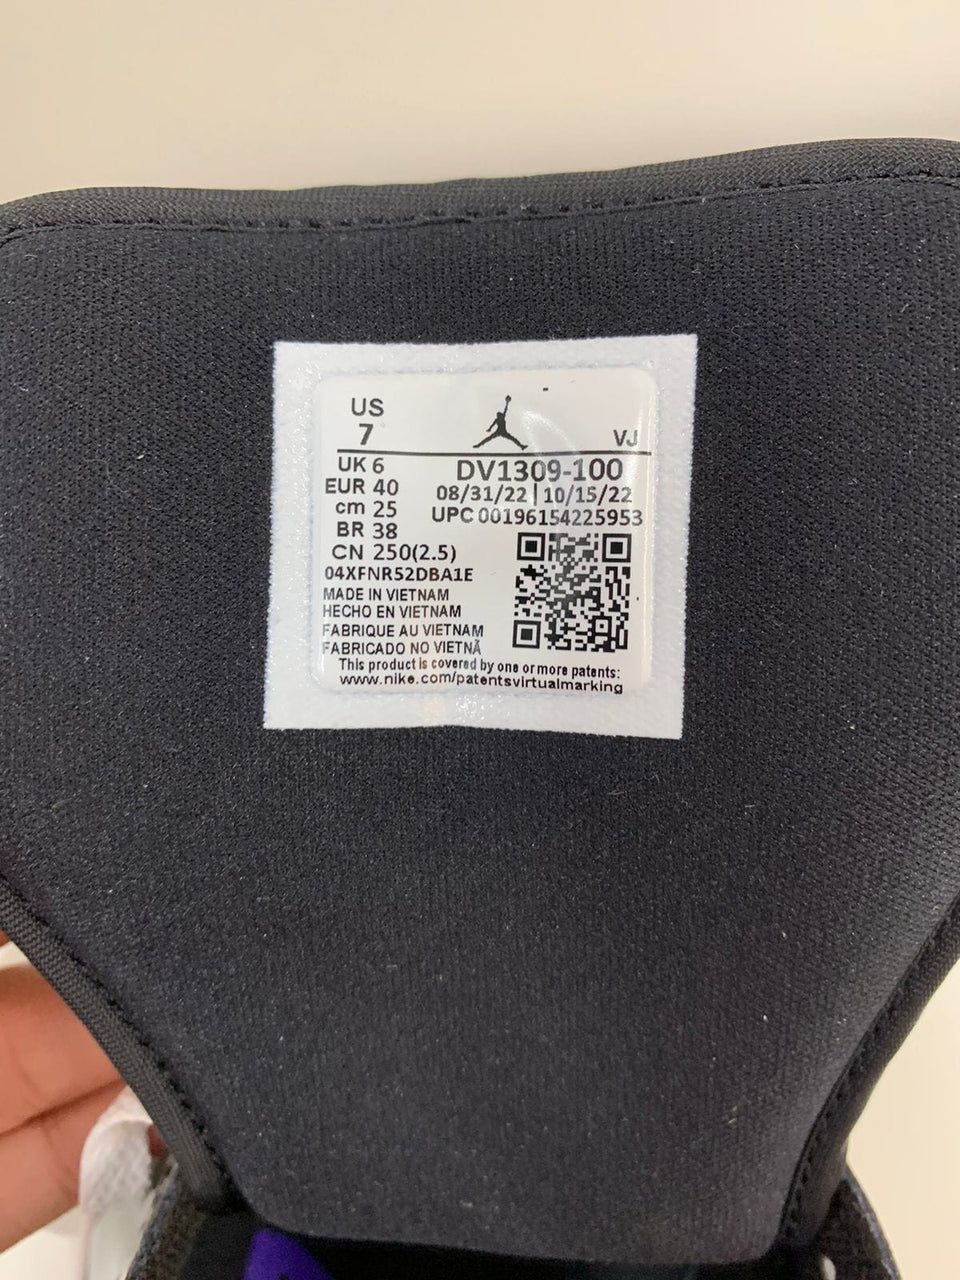 US
7
VJ
UK 6
EUR 40
cm 25
BR 38
CN 250(2.5)
DV1309-100
08/31/22 | 10/15/22
UPC 00196154225953
04XFNR52DBA1E
MADE IN VIETNAM
HECHO EN VIETNAM
FABRIQUE AU VIETNAM
FABRICADO NO VIETNÃ
This product is covered by one or more patents:
www.nike.com/patentsvirtualmarking